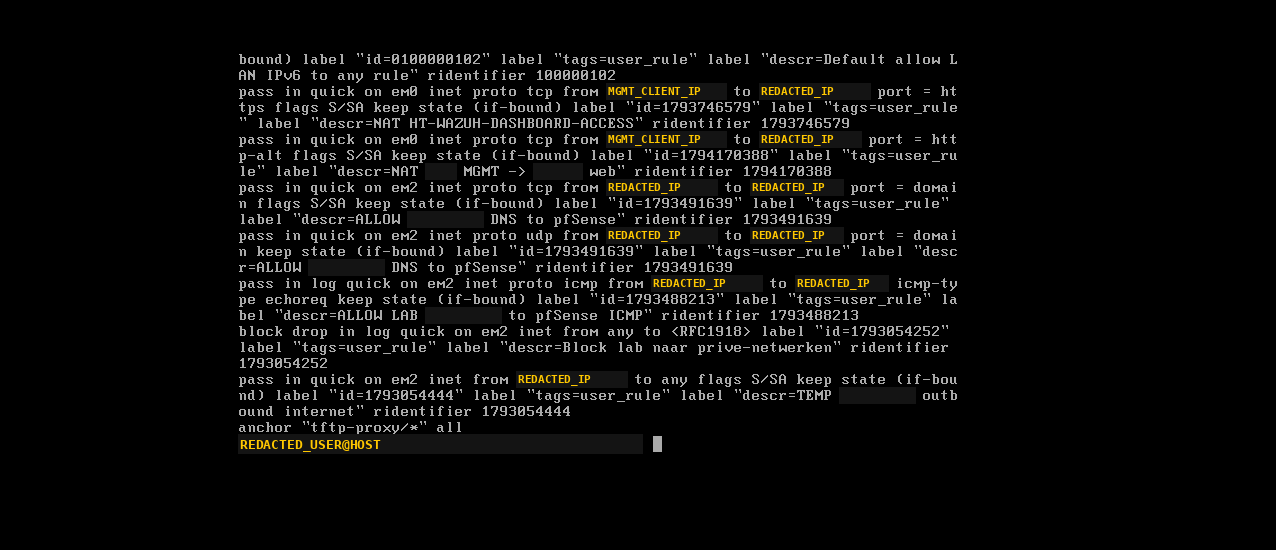 bound) label "id=0100000102" label "tags=user_rule" label "descr=Default allow L
AN IPv6 to any rule" ridentifier 100000102
pass in quick on em0 inet proto tcp from MGMT_CLIENT_IP to REDACTED_IP port = ht
tps flags S/SA keep state (if-bound) label "id=1793746579" label "tags=user_rule
" label "descr=NAT HT-WAZUH-DASHBOARD-ACCESS" ridentifier 1793746579
pass in quick on em0 inet proto tcp from MGMT_CLIENT_IP to REDACTED_IP port = htt
p-alt flags S/SA keep state (if-bound) label "id=1794170388" label "tags=user_ru
le" label "descr=NAT MGMT -> web" ridentifier 1794170388
pass in quick on em2 inet proto tcp from REDACTED_IP to REDACTED_IP port = domai
n flags S/SA keep state (if-bound) label "id=1793491639" label "tags=user_rule"
label "descr=ALLOW DNS to pfSense" ridentifier 1793491639
pass in quick on em2 inet proto udp from REDACTED_IP to REDACTED_IP port = domai
n keep state (if-bound) label "id=1793491639" label "tags=user_rule" label "desc
r=ALLOW DNS to pfSense" ridentifier 1793491639
pass in log quick on em2 inet proto icmp from REDACTED_IP to REDACTED_IP icmp-ty
pe echoreq keep state (if-bound) label "id=1793488213" label "tags=user_rule" la
bel "descr=ALLOW LAB to pfSense ICMP" ridentifier 1793488213
block drop in log quick on em2 inet from any to <RFC1918> label "id=1793054252"
label "tags=user_rule" label "descr=Block lab naar prive-netwerken" ridentifier
1793054252
pass in quick on em2 inet from REDACTED_IP to any flags S/SA keep state (if-bou
nd) label "id=1793054444" label "tags=user_rule" label "descr=TEMP outb
ound internet" ridentifier 1793054444
anchor "tftp-proxy/*" all
REDACTED_USER@HOST